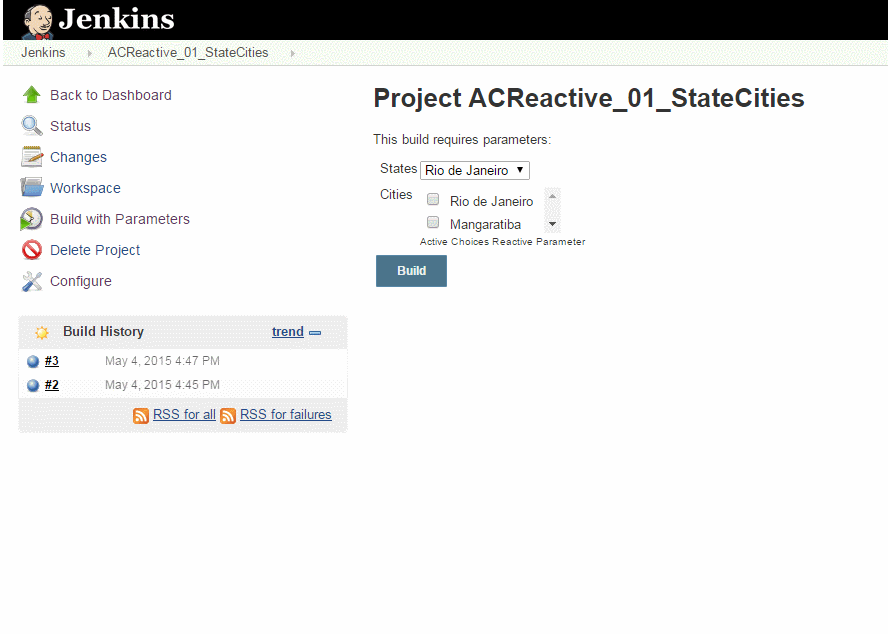 Jenkins
Jenkins ACReactive_01_StateCities
Back to Dashboard
Status
Changes
Workspace
Build with Parameters
Delete Project
Configure
Build History trend
#3 May 4, 2015 4:47 PM
#2 May 4, 2015 4:45 PM
RSS for all RSS for failures
Project ACReactive_01_StateCities
This build requires parameters:
States Rio de Janeiro
Cities Rio de Janeiro
Mangaratiba
Active Choices Reactive Parameter
Build